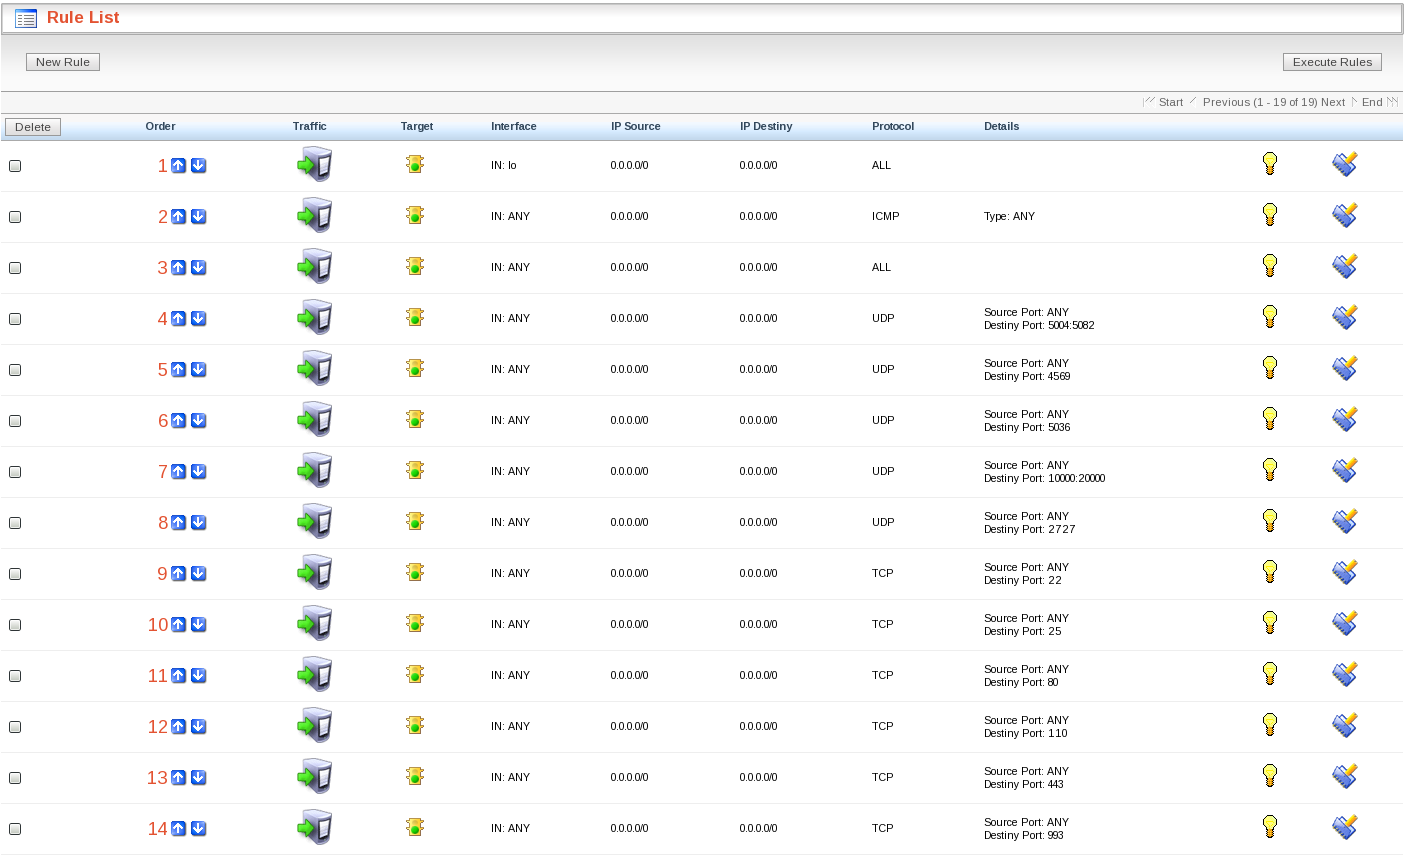 Rule List
New Rule Execute Rules
Start Previous (1 - 19 of 19) Next End
Delete Order Traffic Target Interface IP Source IP Destiny Protocol Details
1 IN: lo 0.0.0.0/0 0.0.0.0/0 ALL
2 IN: ANY 0.0.0.0/0 0.0.0.0/0 ICMP Type: ANY
3 IN: ANY 0.0.0.0/0 0.0.0.0/0 ALL
4 IN: ANY 0.0.0.0/0 0.0.0.0/0 UDP Source Port: ANY
Destiny Port: 5004:5082
5 IN: ANY 0.0.0.0/0 0.0.0.0/0 UDP Source Port: ANY
Destiny Port: 4569
6 IN: ANY 0.0.0.0/0 0.0.0.0/0 UDP Source Port: ANY
Destiny Port: 5036
7 IN: ANY 0.0.0.0/0 0.0.0.0/0 UDP Source Port: ANY
Destiny Port: 10000:20000
8 IN: ANY 0.0.0.0/0 0.0.0.0/0 UDP Source Port: ANY
Destiny Port: 2727
9 IN: ANY 0.0.0.0/0 0.0.0.0/0 TCP Source Port: ANY
Destiny Port: 22
10 IN: ANY 0.0.0.0/0 0.0.0.0/0 TCP Source Port: ANY
Destiny Port: 25
11 IN: ANY 0.0.0.0/0 0.0.0.0/0 TCP Source Port: ANY
Destiny Port: 80
12 IN: ANY 0.0.0.0/0 0.0.0.0/0 TCP Source Port: ANY
Destiny Port: 110
13 IN: ANY 0.0.0.0/0 0.0.0.0/0 TCP Source Port: ANY
Destiny Port: 443
14 IN: ANY 0.0.0.0/0 0.0.0.0/0 TCP Source Port: ANY
Destiny Port: 993